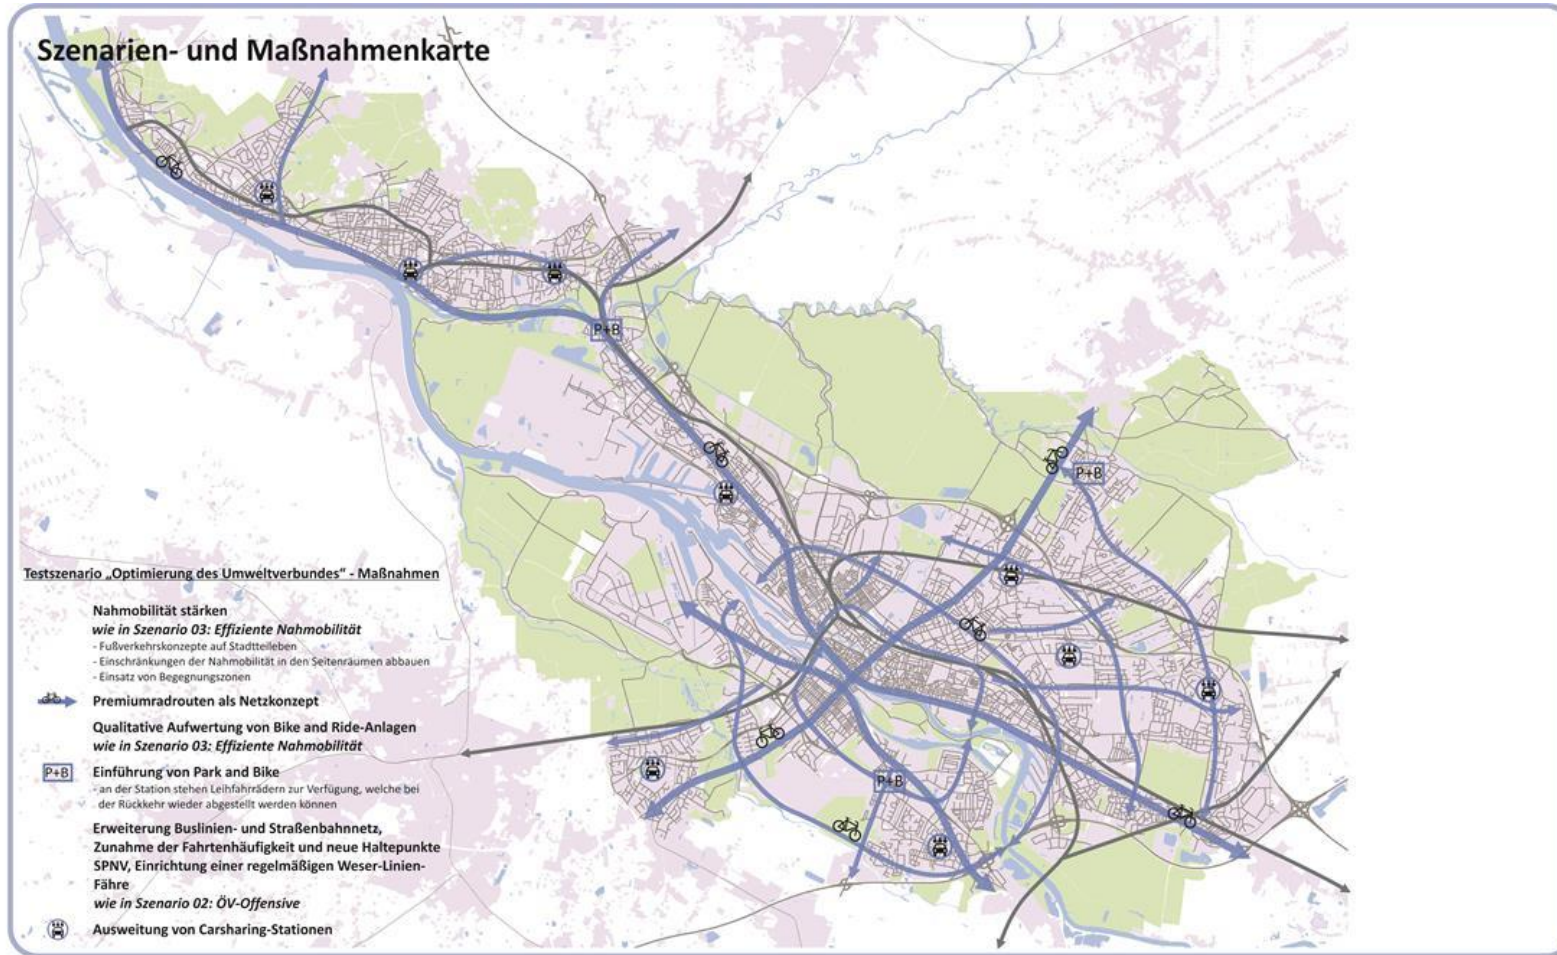 Szenarien- und Maßnahmenkarte
P+B
P+B
P+B
Testszenario „Optimierung des Umweltverbundes" - Maßnahmen
Nahmobilität stärken
wie in Szenario 03: Effiziente Nahmobilität
- Fußverkehrskonzepte auf Stadtteileben
- Einschränkungen der Nahmobilität in den Seitenräumen abbauen
- Einsatz von Begegnungszonen
Premiumradrouten als Netzkonzept
Qualitative Aufwertung von Bike and Ride-Anlagen
wie in Szenario 03: Effiziente Nahmobilität
P+B Einführung von Park and Bike
- an der Station stehen Leihfahrrädern zur Verfügung, welche bei
der Rückkehr wieder abgestellt werden können
Erweiterung Buslinien- und Straßenbahnnetz,
Zunahme der Fahrtenhäufigkeit und neue Haltepunkte
SPNV, Einrichtung einer regelmäßigen Weser-Linien-
Fähre
wie in Szenario 02: ÖV-Offensive
Ausweitung von Carsharing-Stationen